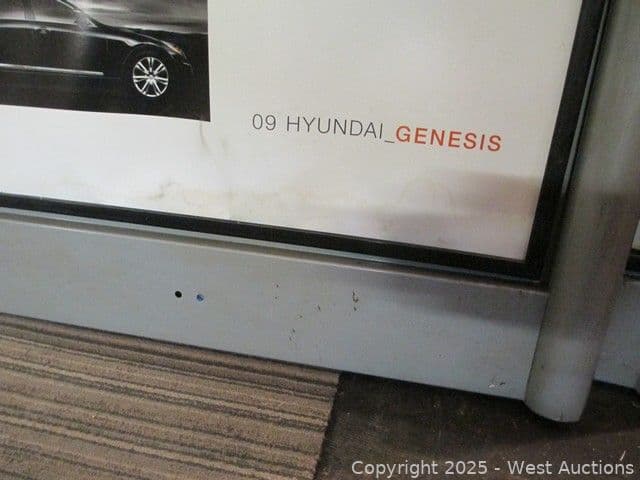 09 HYUNDAI_GENESIS
Copyright 2025 - West Auctions